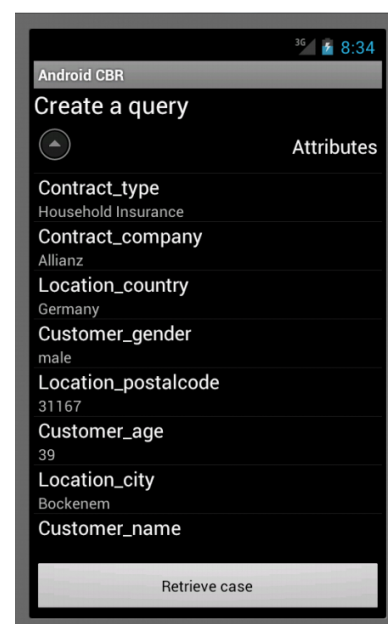 3G 8:34
Android CBR
Create a query
Attributes
Contract_type
Household Insurance
Contract_company
Allianz
Location_country
Germany
Customer_gender
male
Location_postalcode
31167
Customer_age
39
Location_city
Bockenem
Customer_name
Retrieve case